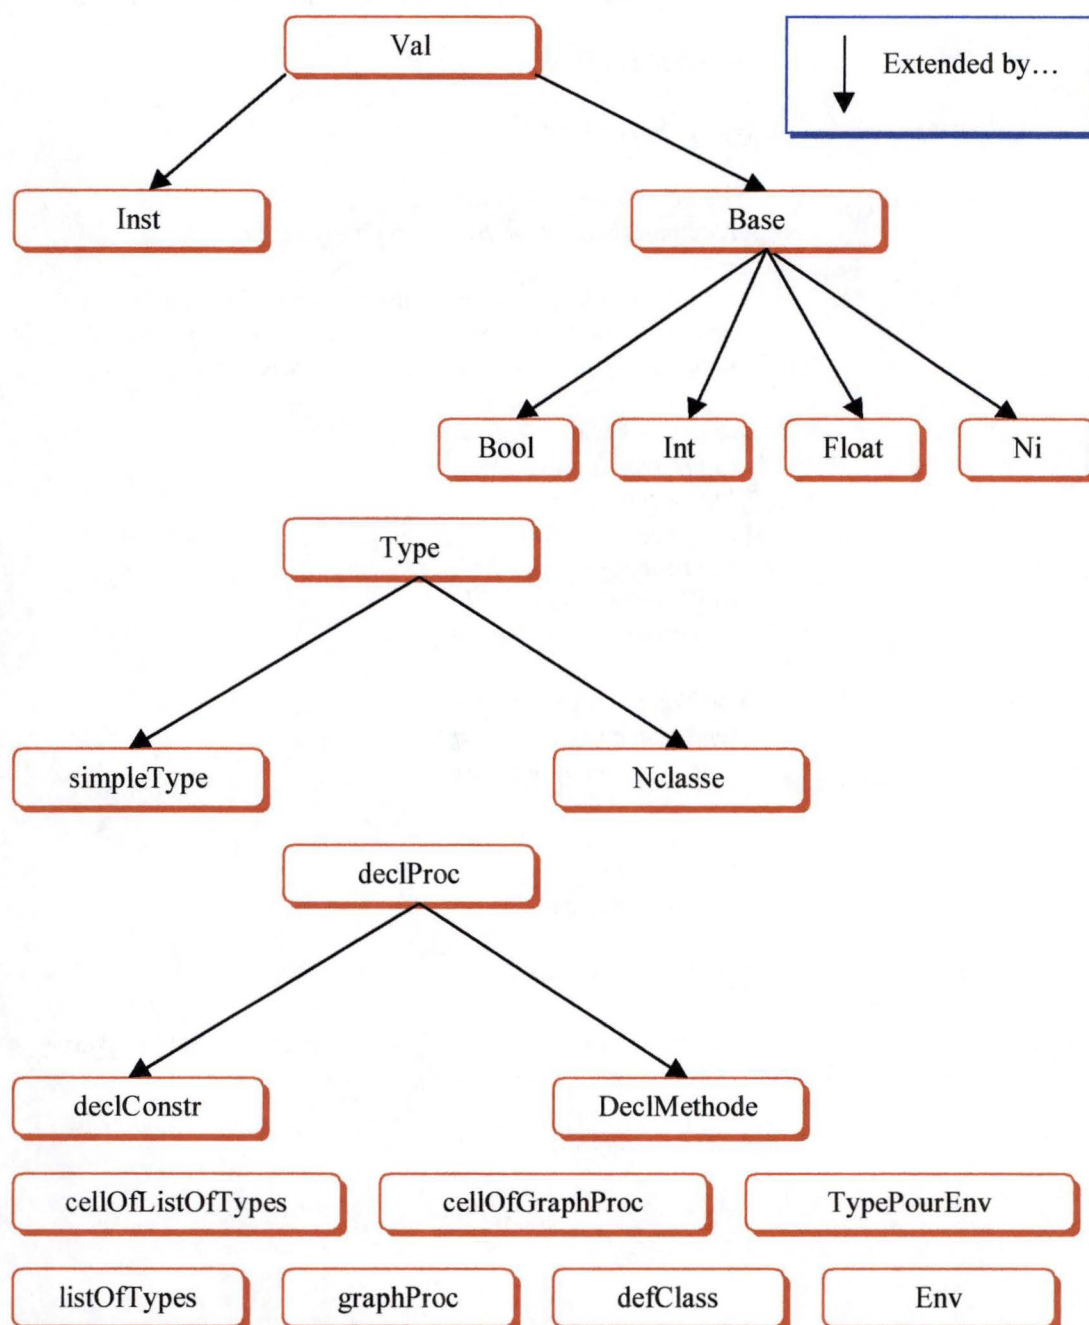 Val
Extended by…
Inst
Base
Bool
Int
Float
Ni
Type
simpleType
Nclasse
declProc
declConstr
DeclMethode
cellOfListOfTypes
cellOfGraphProc
TypePourEnv
listOfTypes
graphProc
defClass
Env